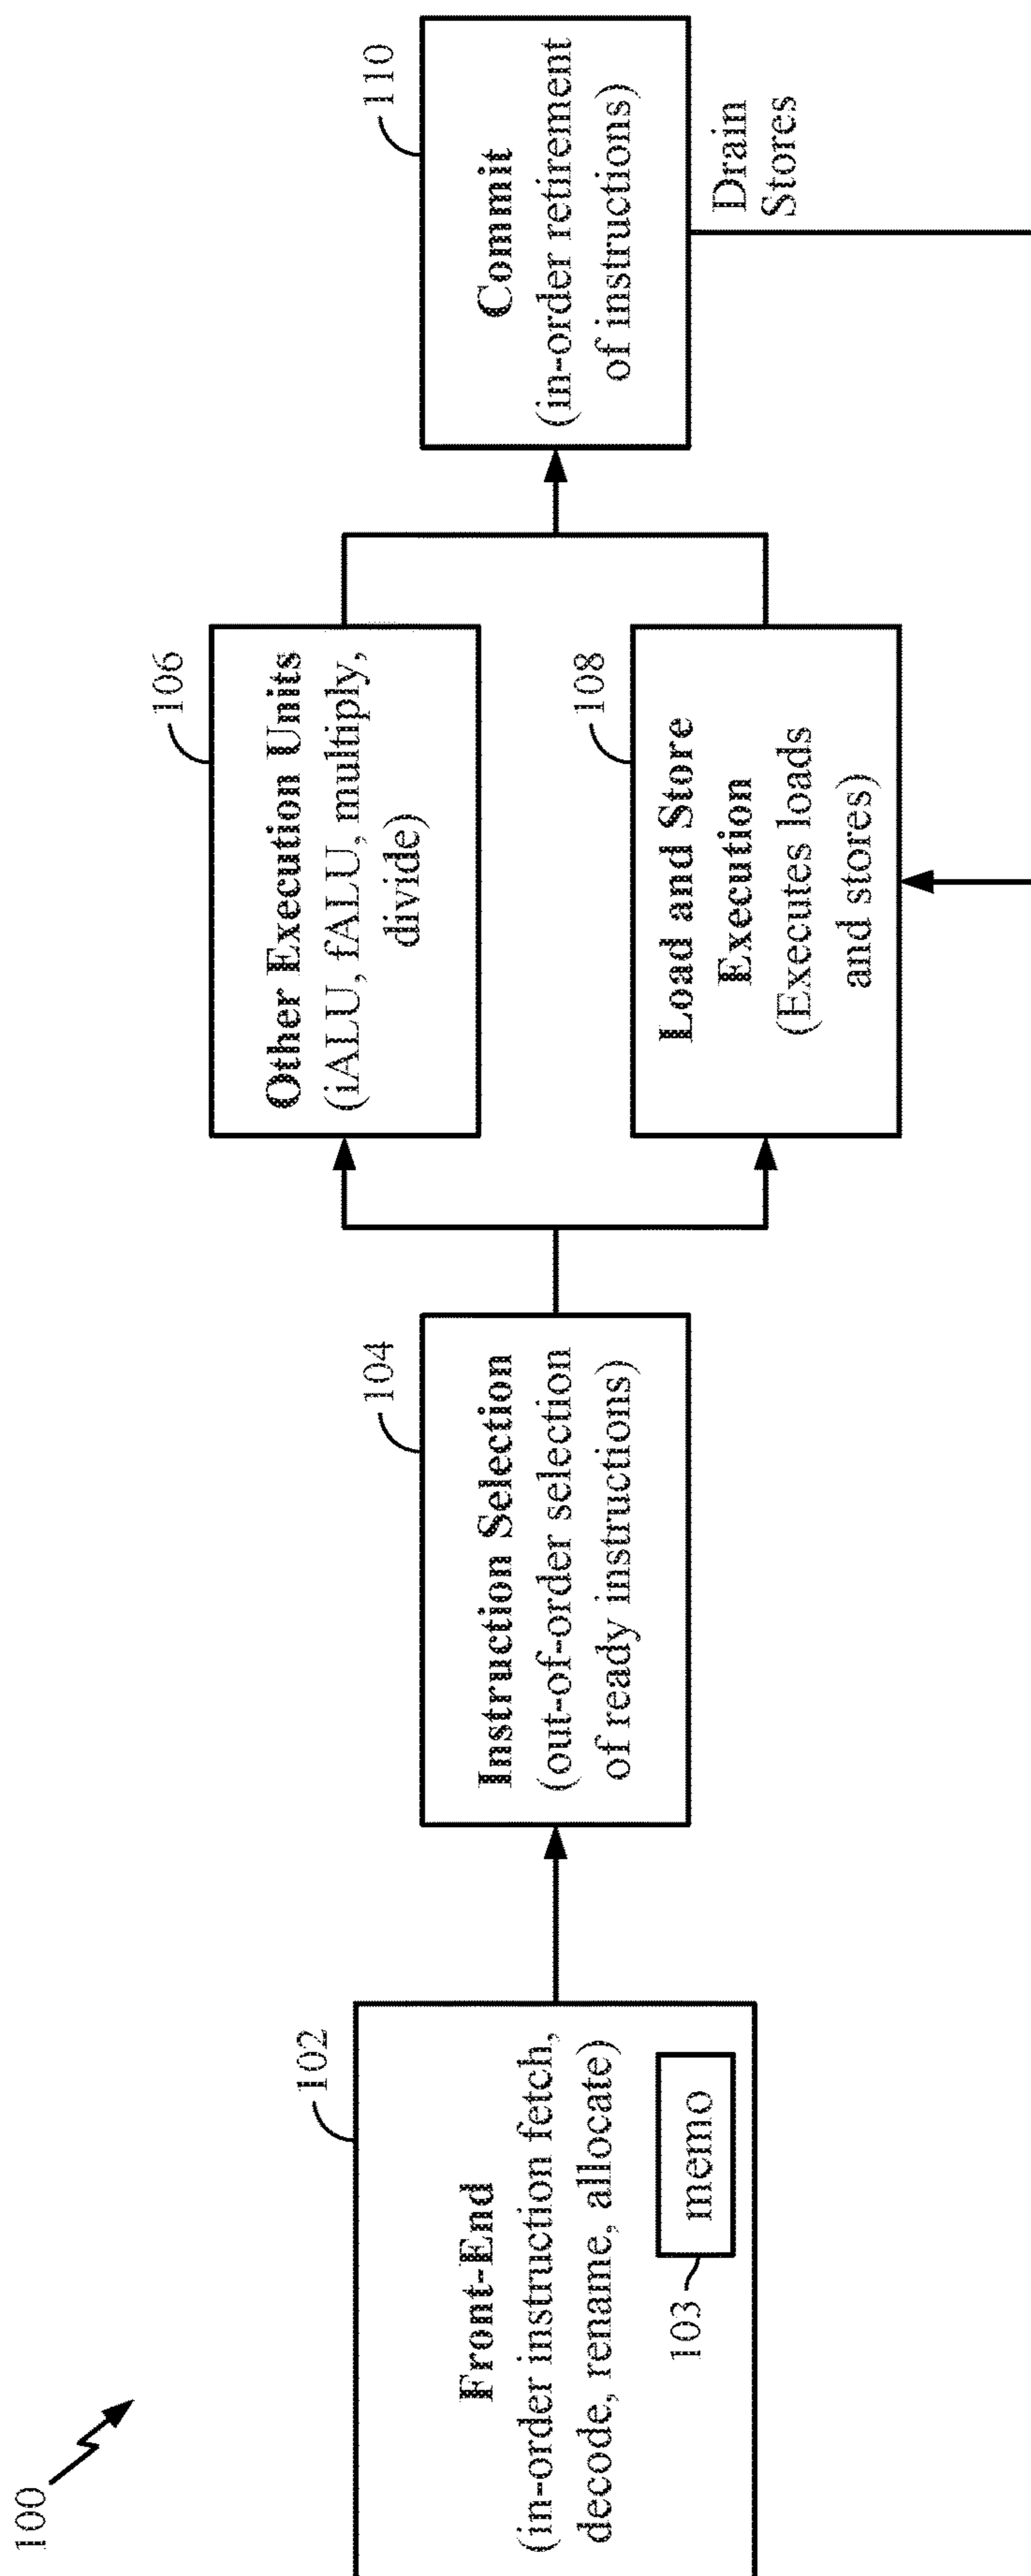 100
102
Front-End
(in-order instruction fetch,
decode, rename, allocate)
103
memo
104
Instruction Selection
(out-of-order selection
of ready instructions)
106
Other Execution Units
(iALU, fALU, multiply,
divide)
108
Load and Store
Execution
(Executes loads
and stores)
110
Commit
(in-order retirement
of instructions)
Drain
Stores